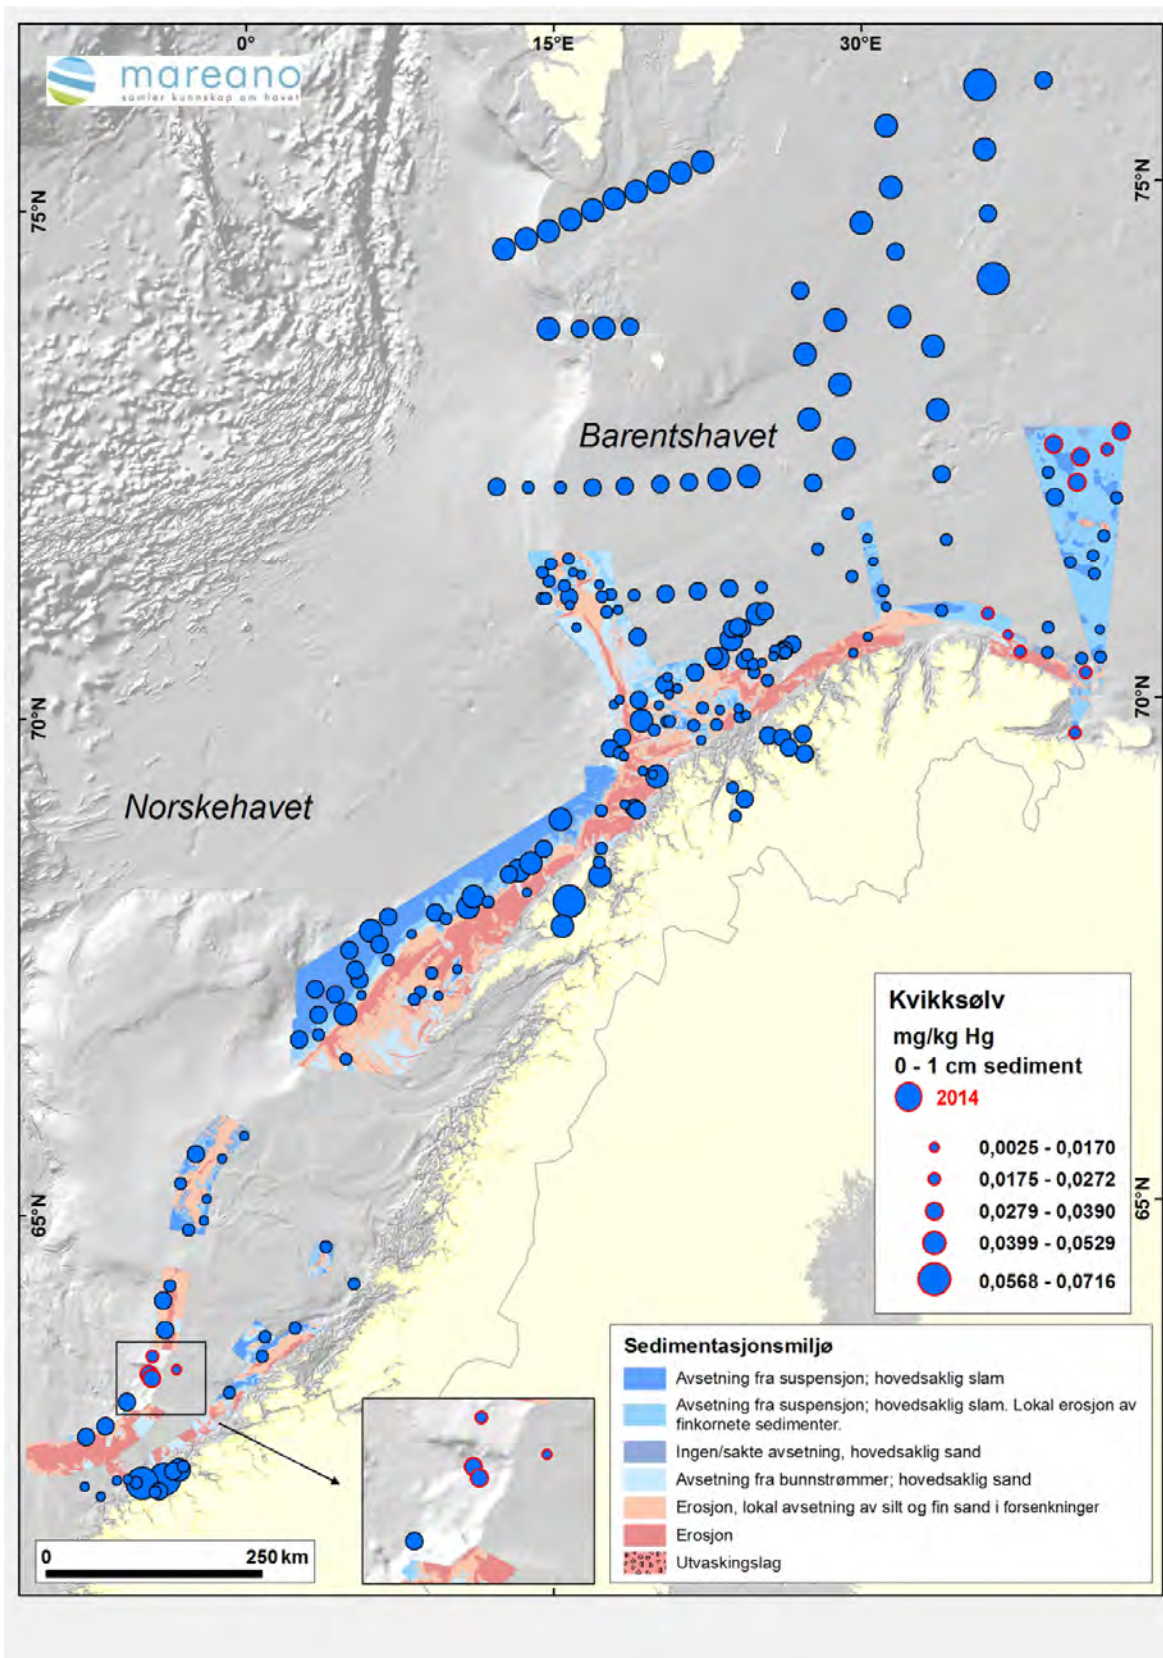 0°
15°E
30°E
mareano
samler kunnskap om havet
75°N
75°N
Barentshavet
70°N
70°N
Norskehavet
Kvikksølv
mg/kg Hg
0 - 1 cm sediment
2014
0,0025 - 0,0170
0,0175 - 0,0272
0,0279 - 0,0390
0,0399 - 0,0529
0,0568 - 0,0716
65°N
65°N
Sedimentasjonsmiljø
Avsetning fra suspensjon; hovedsaklig slam
Avsetning fra suspensjon; hovedsaklig slam. Lokal erosjon av
finkornete sedimenter.
Ingen/sakte avsetning, hovedsaklig sand
Avsetning fra bunnstrømmer; hovedsaklig sand
Erosjon, lokal avsetning av silt og fin sand i forsenkninger
Erosjon
Utvaskingslag
0 250 km